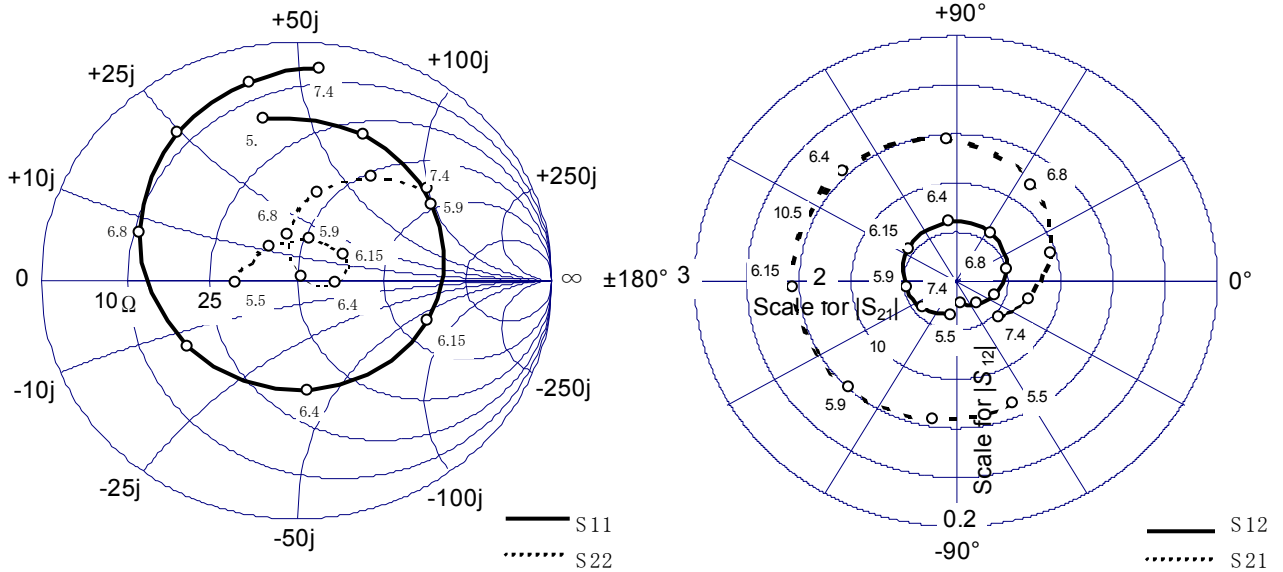 +50j
+25j
+100j
7.4
5.
+10j
+250j
7.4
5.9
6.8
6.8
5.9
6.15
0
∞
10 Ω
25
5.5
6.4
6.15
-10j
-250j
6.4
-25j
-100j
-50j
S11
S22
+90°
6.4
6.8
10.5
6.4
6.15
±180°
3
6.15
2
5.9
6.8
7.4
0°
Scale for |S21|
5.5
7.4
10
Scale for |S12|
5.9
5.5
0.2
-90°
S12
S21